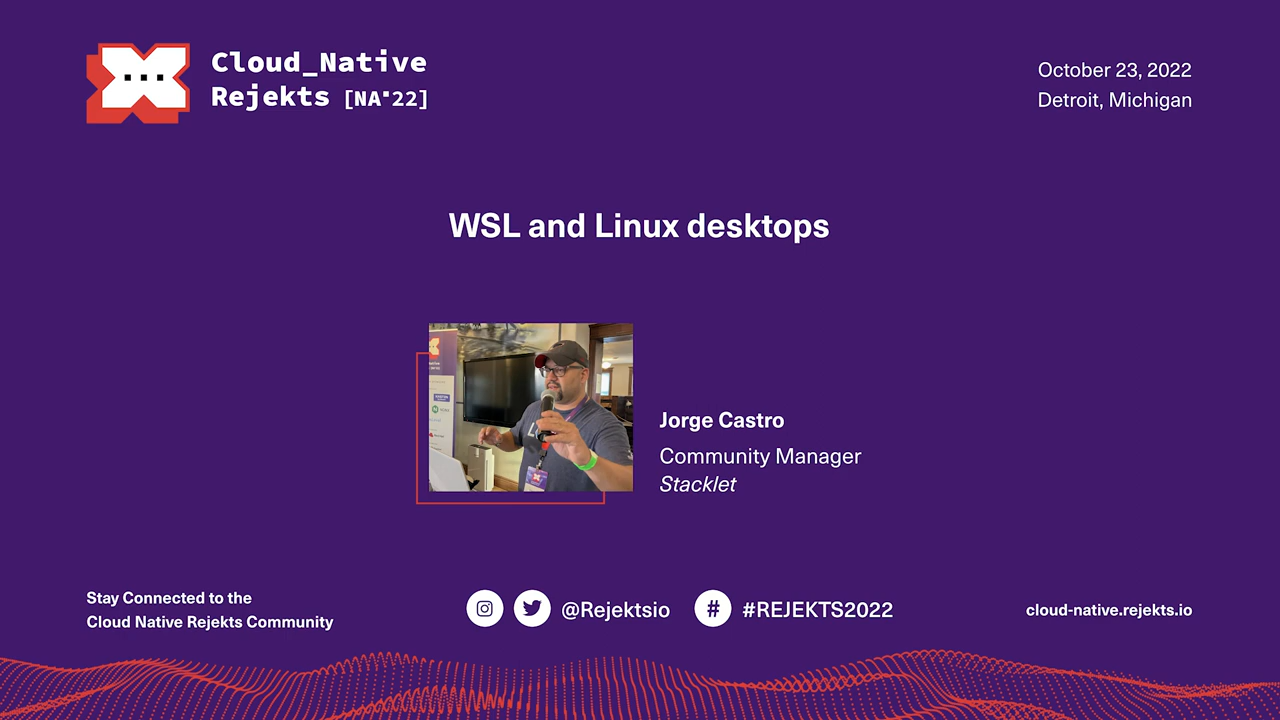 Cloud_Native
Rejekts [NA'22]
October 23, 2022
Detroit, Michigan
WSL and Linux desktops
Jorge Castro
Community Manager
Stacklet
Stay Connected to the
Cloud Native Rejekts Community
@Rejektsio
# #REJEKTS2022
cloud-native.rejekts.io